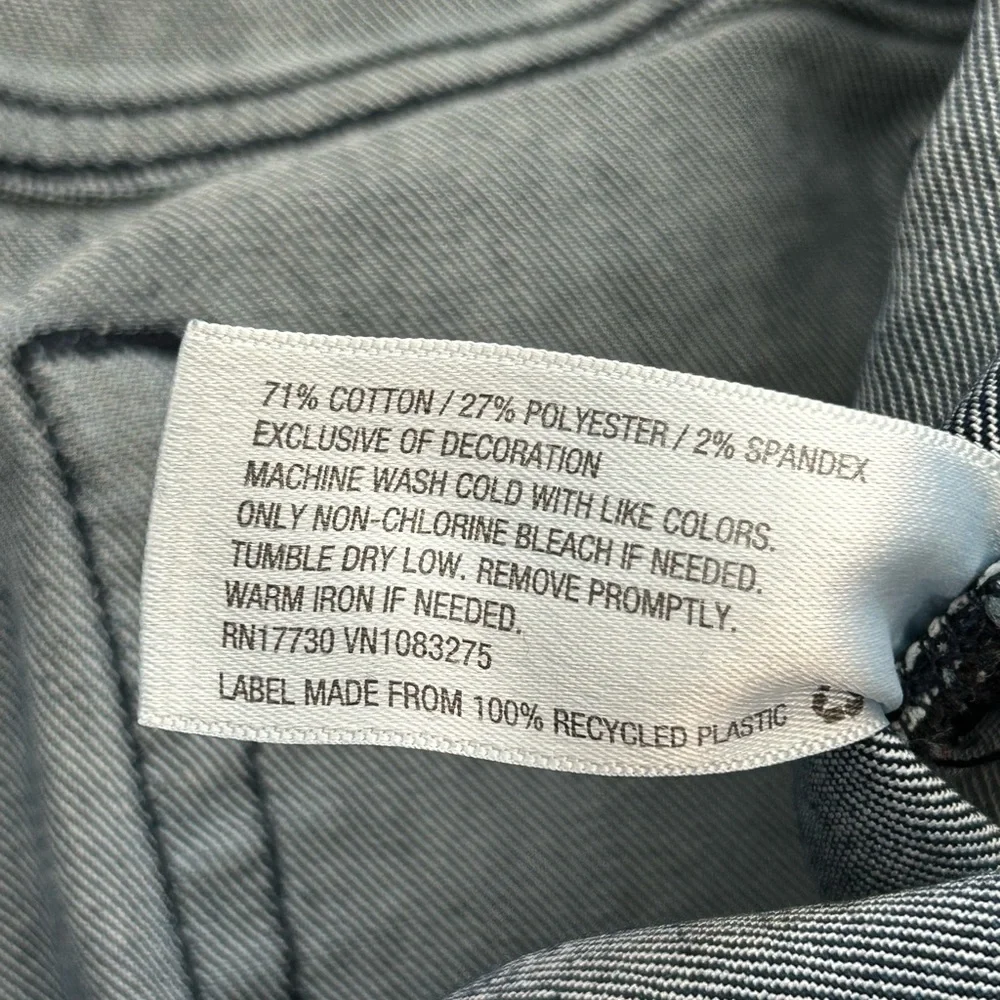 71% COTTON / 27% POLYESTER / 2% SPANDEX
EXCLUSIVE OF DECORATION
MACHINE WASH COLD WITH LIKE COLORS.
ONLY NON-CHLORINE BLEACH IF NEEDED.
TUMBLE DRY LOW. REMOVE PROMPTLY.
WARM IRON IF NEEDED.
RN17730 VN1083275
LABEL MADE FROM 100% RECYCLED PLASTIC